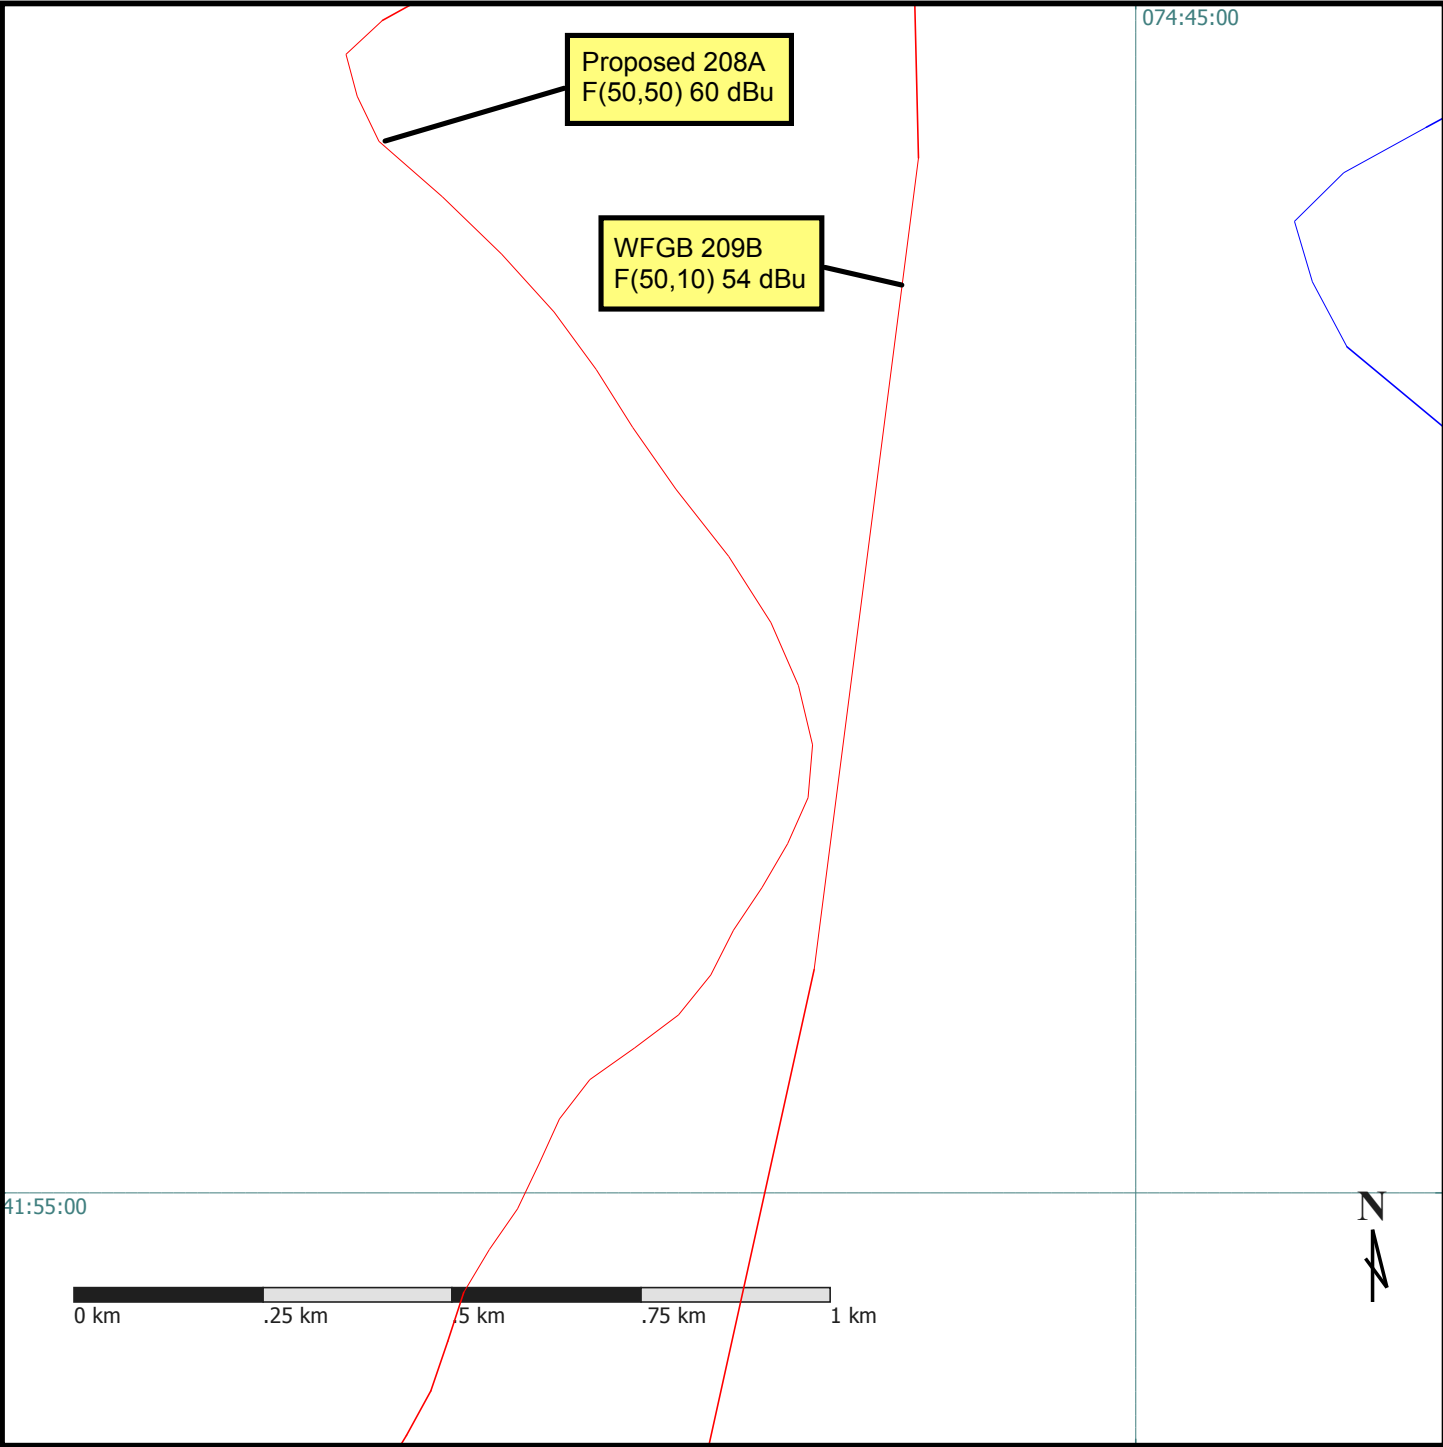 074:45:00
Proposed 208A
F(50,50) 60 dBu
WFGB 209B
F(50,10) 54 dBu
41:55:00
N
0 km .25 km .5 km .75 km 1 km